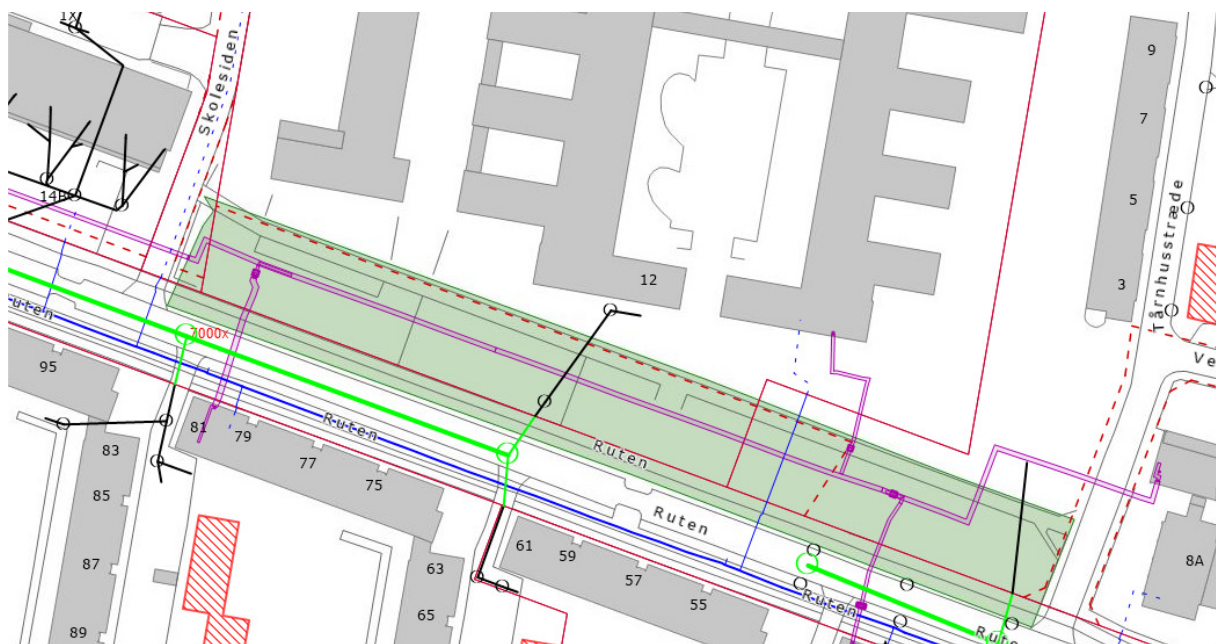 1X
Skolesiden
9
7
14B
5
Tårnhusstræde
12
3
uten
7000x
Ve
95
81
79
Ruten
83
77
Ruten
85
75
Ruten
61
59
8A
87
63
57
65
55
Ruten
89
Rute